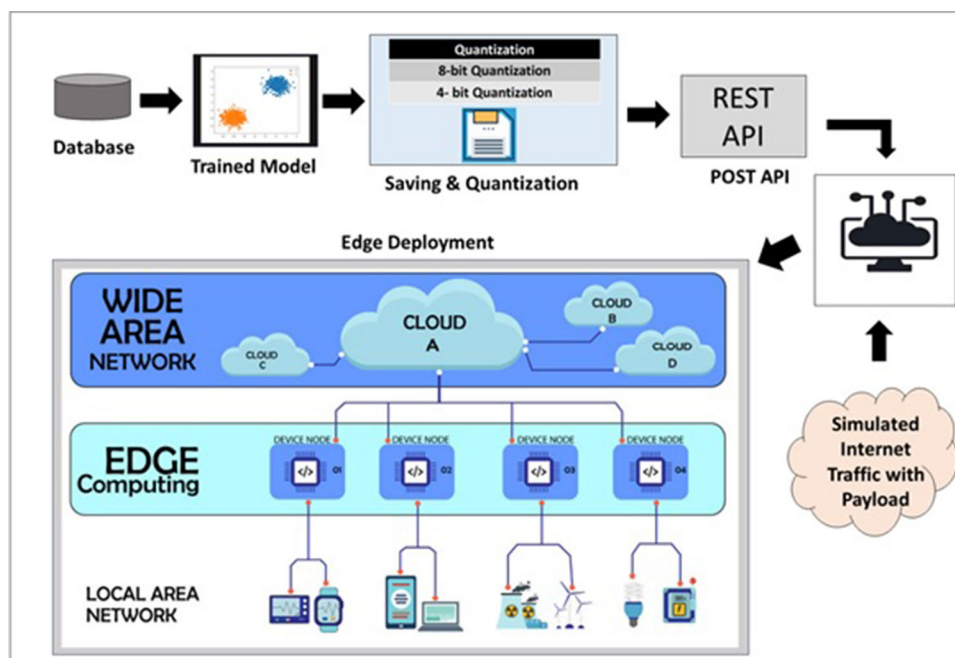 Quantization
8-bit Quantization
4- bit Quantization
Database
Trained Model
Saving & Quantization
REST
API
POST API
Edge Deployment
WIDE
AREA
NETWORK
CLOUD
A
CLOUD
B
CLOUD
C
CLOUD
D
Simulated
Internet
Traffic with
Payload
EDGE
Computing
DEVICE NODE
</>
01
DEVICE NODE
</>
02
DEVICE NODE
</>
03
DEVICE NODE
</>
04
LOCAL AREA
NETWORK